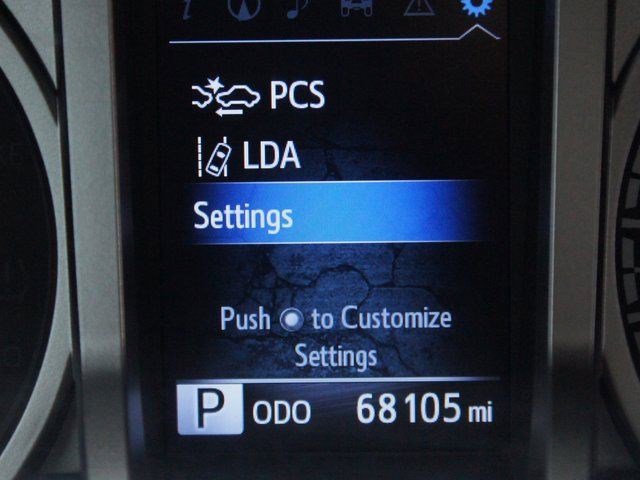 PCS
LDA
Settings
Push to Customize
Settings
P ODO 68105 mi